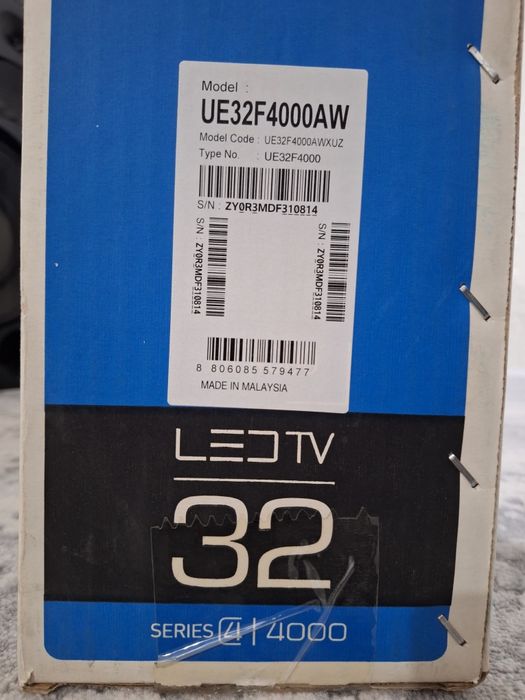 Model :
UE32F4000AW
Model Code : UE32F4000AWXUZ
Type No. : UE32F4000
S/N : ZY0R3MDF310814
S/N : ZY0R3MDF310814
S/N : ZY0R3MDF310814
8 806085 579477
MADE IN MALAYSIA
LED TV
32
SERIES 4 | 4000